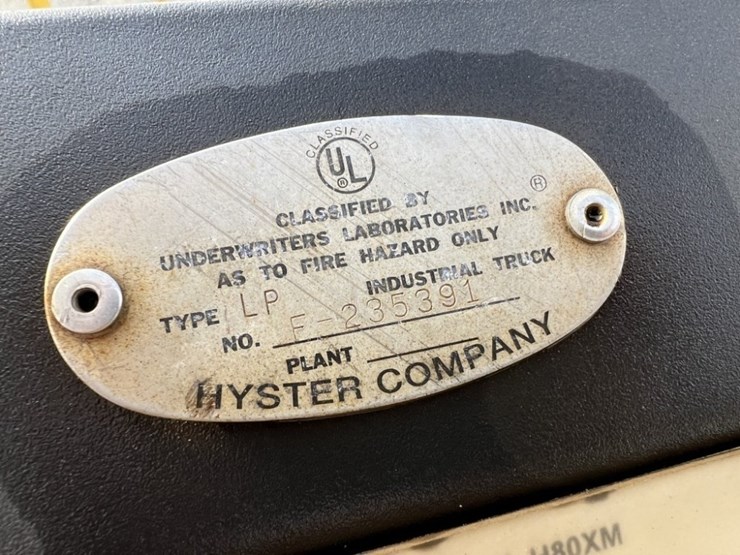 CLASSIFIED
UL
®
CLASSIFIED BY
UNDERWRITERS LABORATORIES INC.®
AS TO FIRE HAZARD ONLY
TYPE LP INDUSTRIAL TRUCK
NO. F-235391
PLANT
HYSTER COMPANY
H80XM